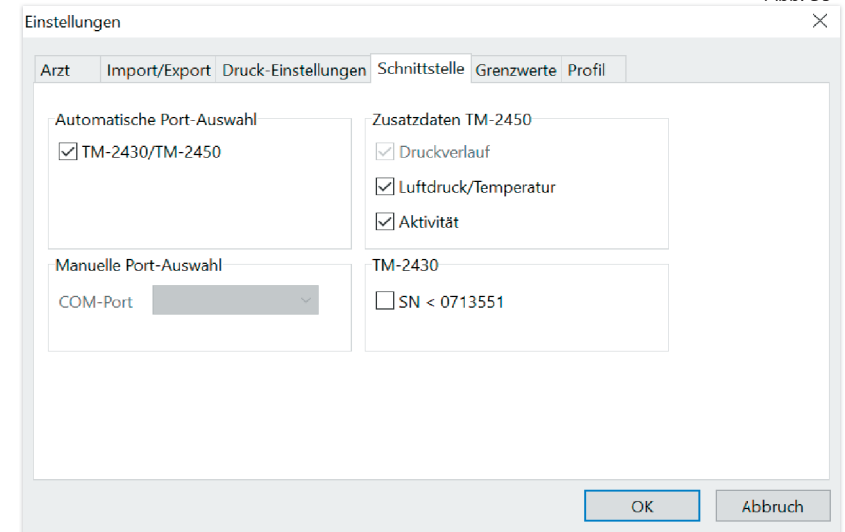 Einstellungen
Arzt Import/Export Druck-Einstellungen Schnittstelle Grenzwerte Profil
Automatische Port-Auswahl
TM-2430/TM-2450
Zusatzdaten TM-2450
Druckverlauf
Luftdruck/Temperatur
Aktivität
Manuelle Port-Auswahl
COM-Port
TM-2430
SN < 0713551
OK Abbruch